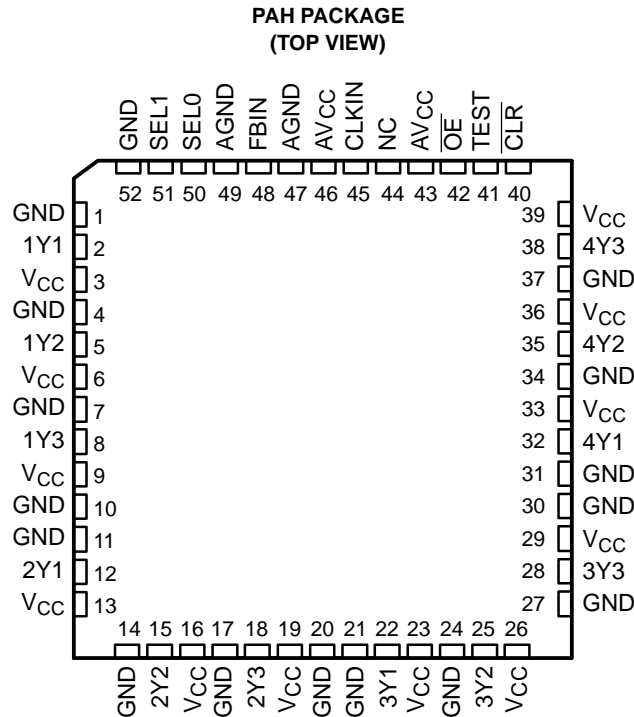 PAH PACKAGE
(TOP VIEW)
GND SEL1 SEL0 AGND FBIN AGND AVCC CLKIN NC AVCC OE TEST CLR
52 51 50 49 48 47 46 45 44 43 42 41 40
GND 1 39 VCC
1Y1 2 38 4Y3
VCC 3 37 GND
GND 4 36 VCC
1Y2 5 35 4Y2
VCC 6 34 GND
GND 7 33 VCC
1Y3 8 32 4Y1
VCC 9 31 GND
GND 10 30 GND
GND 11 29 VCC
2Y1 12 28 3Y3
VCC 13 27 GND
14 15 16 17 18 19 20 21 22 23 24 25 26
GND 2Y2 VCC GND 2Y3 VCC GND GND 3Y1 VCC GND 3Y2 VCC